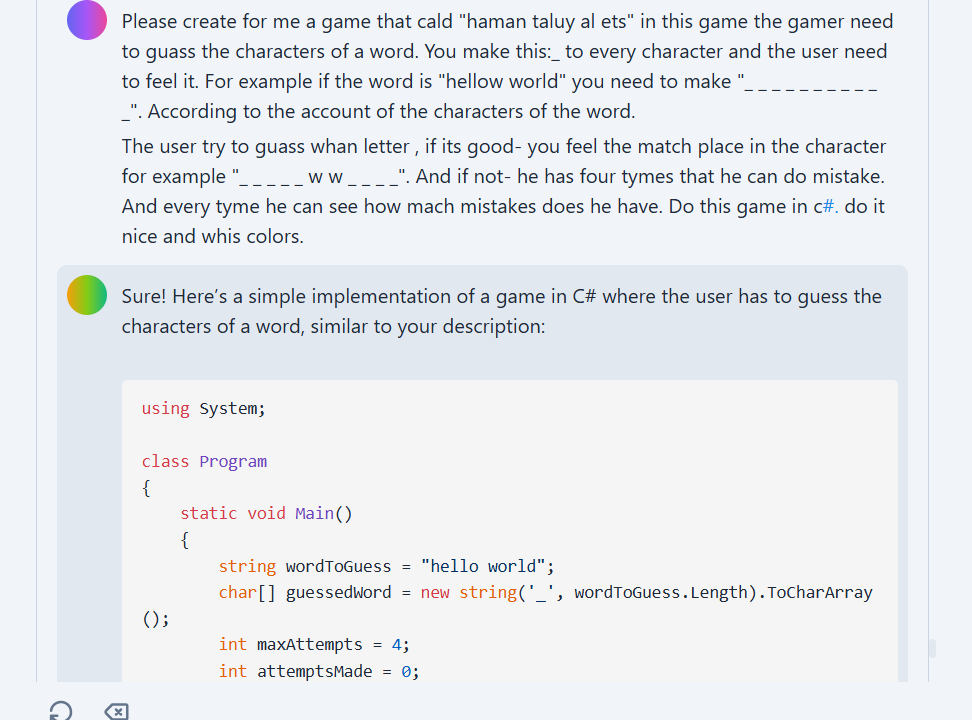 Please create for me a game that cald "haman taluy al ets" in this game the gamer need
to guass the characters of a word. You make this:_ to every character and the user need
to feel it. For example if the word is "hellow world" you need to make "_ _ _ _ _ _ _ _ _ _
_". According to the account of the characters of the word.
The user try to guass whan letter , if its good- you feel the match place in the character
for example "_ _ _ _ _ w w _ _ _ _". And if not- he has four tymes that he can do mistake.
And every tyme he can see how mach mistakes does he have. Do this game in c#. do it
nice and whis colors.
Sure! Here's a simple implementation of a game in C# where the user has to guess the
characters of a word, similar to your description:
using System;
class Program
{
static void Main()
{
string wordToGuess = "hello world";
char[] guessedWord = new string('_', wordToGuess.Length).ToCharArray
();
int maxAttempts = 4;
int attemptsMade = 0;